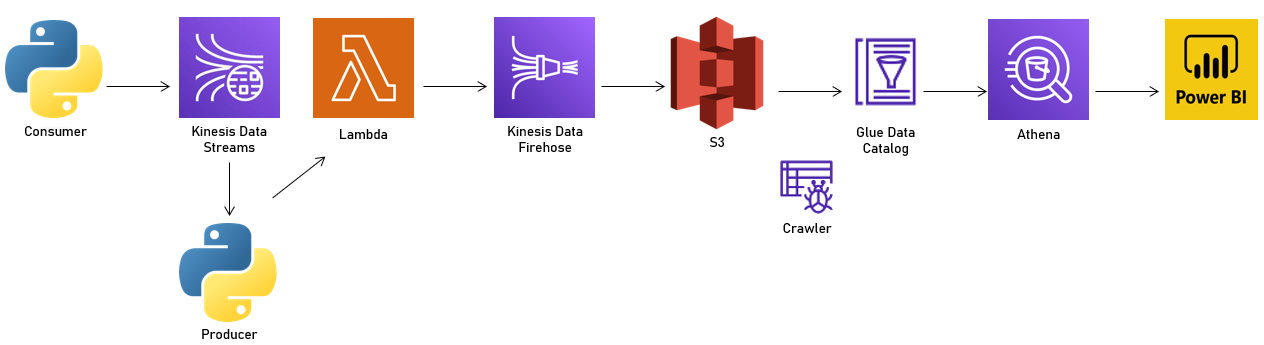 Consumer
Kinesis Data
Streams
Lambda
Kinesis Data
Firehose
S3
Glue Data
Catalog
Athena
Power BI
Crawler
Producer